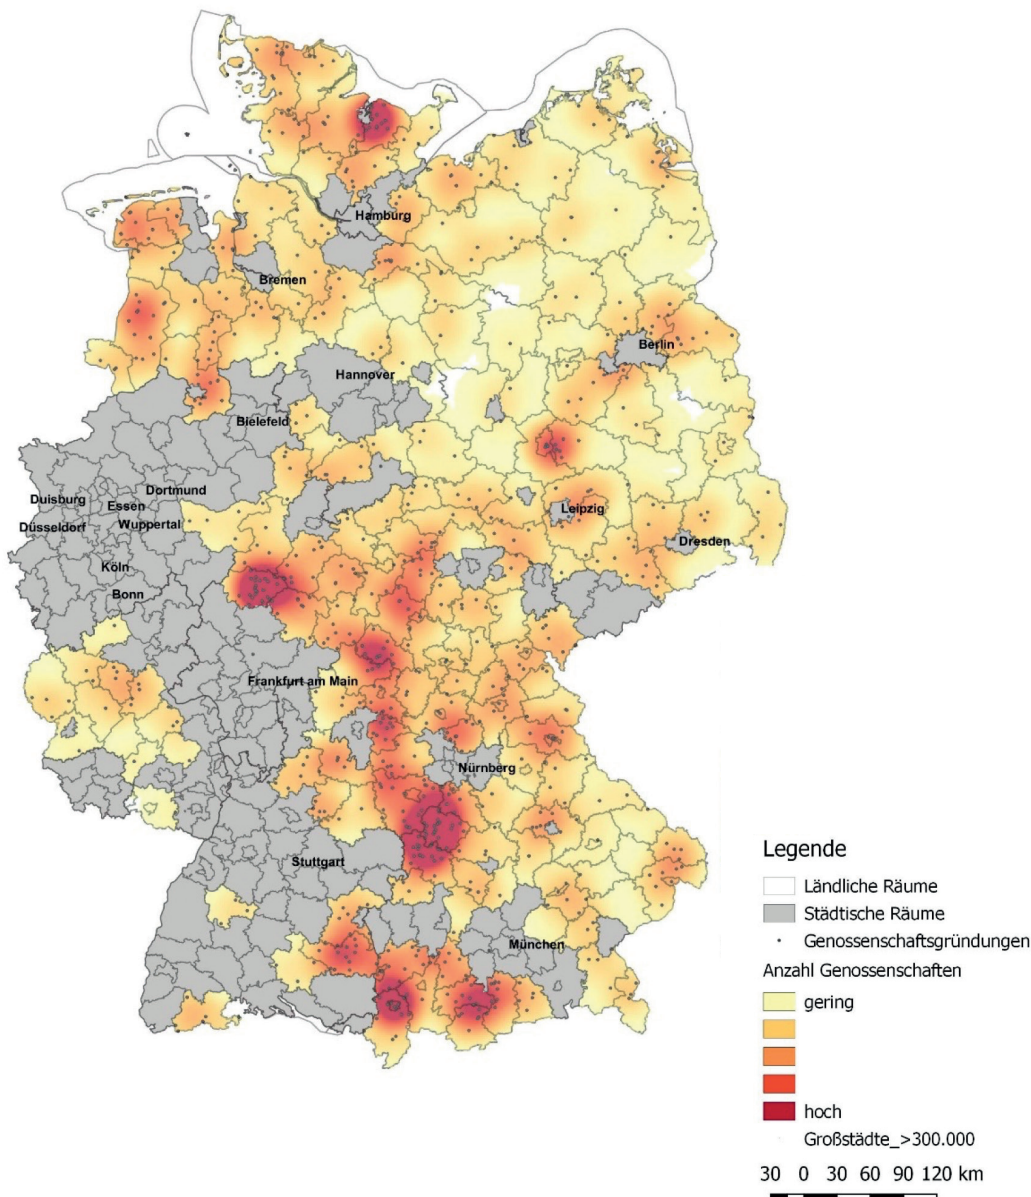 Hamburg
Bremen
Berlin
Hannover
Bielefeld
Dortmund
Duisburg
Essen
Düsseldorf
Wuppertal
Leipzig
Dresden
Köln
Bonn
Frankfurt am Main
Nürnberg
Stuttgart
München
Legende
Ländliche Räume
Städtische Räume
Genossenschaftsgründungen
Anzahl Genossenschaften
gering
hoch
Großstädte_>300.000
30 0 30 60 90 120 km